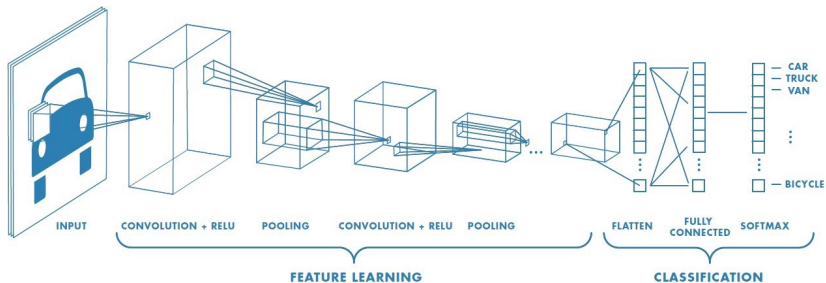 CAR
TRUCK
VAN
BICYCLE
INPUT
CONVOLUTION + RELU
POOLING
CONVOLUTION + RELU
POOLING
FLATTEN
FULLY
CONNECTED
SOFTMAX
FEATURE LEARNING
CLASSIFICATION